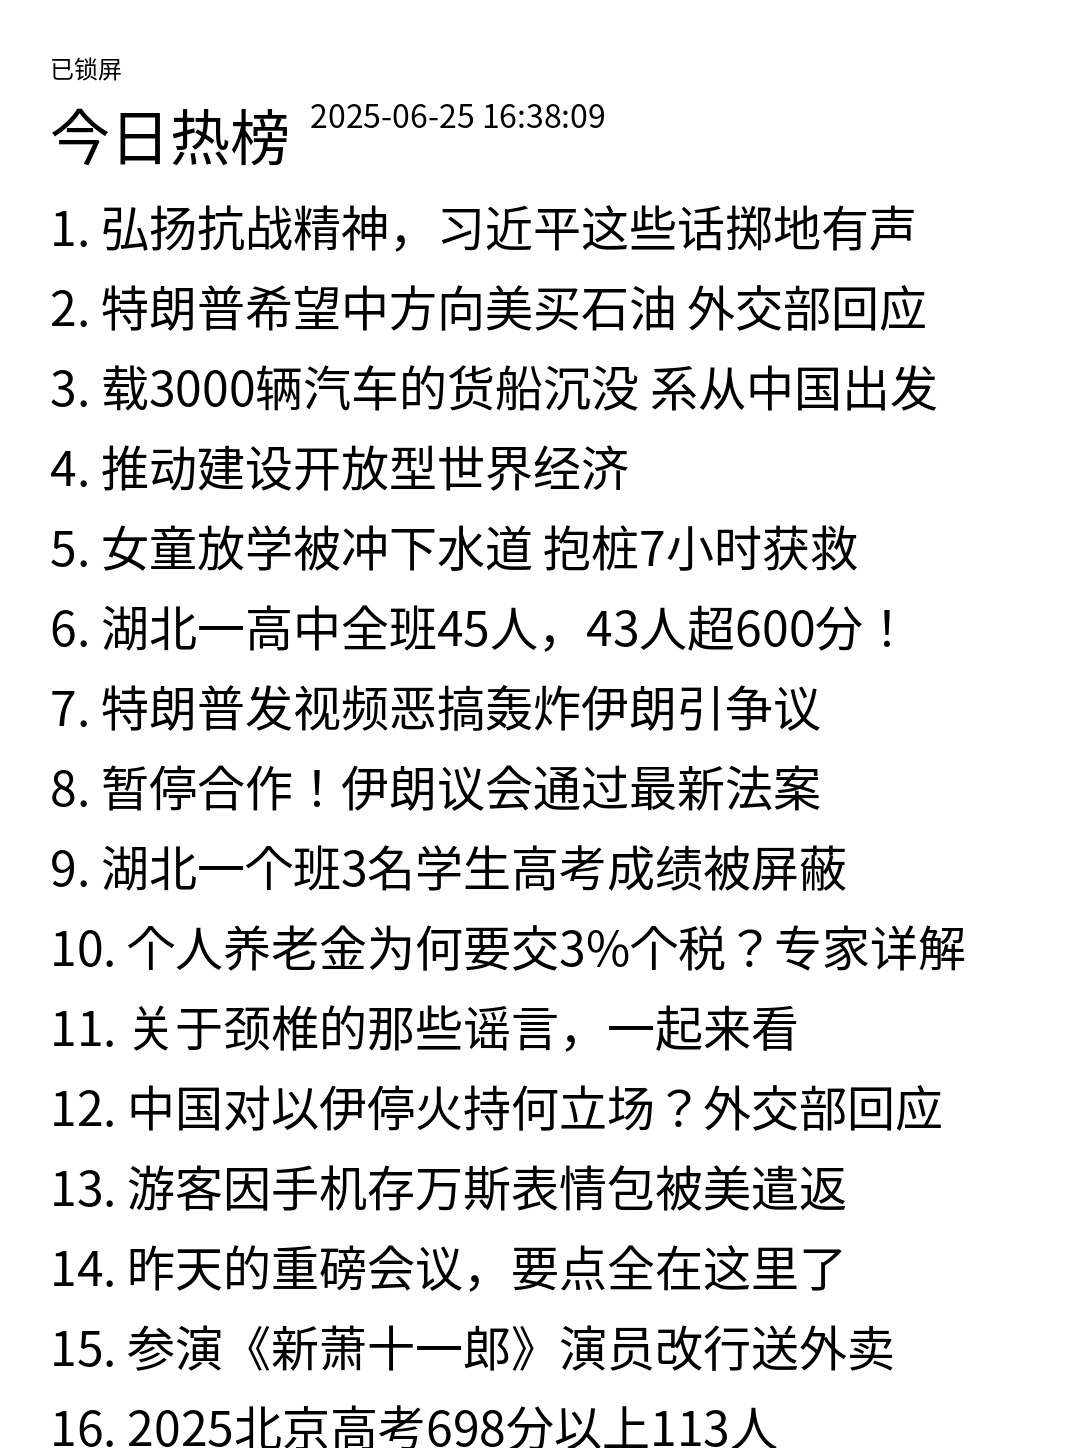 已锁屏
今日热榜 2025-06-25 16:38:09
1. 弘扬抗战精神，习近平这些话掷地有声
2. 特朗普希望中方向美买石油 外交部回应
3. 载3000辆汽车的货船沉没 系从中国出发
4. 推动建设开放型世界经济
5. 女童放学被冲下水道 抱桩7小时获救
6. 湖北一高中全班45人，43人超600分！
7. 特朗普发视频恶搞轰炸伊朗引争议
8. 暂停合作！伊朗议会通过最新法案
9. 湖北一个班3名学生高考成绩被屏蔽
10. 个人养老金为何要交3%个税？专家详解
11. 关于颈椎的那些谣言，一起来看
12. 中国对以伊停火持何立场？外交部回应
13. 游客因手机存万斯表情包被美遣返
14. 昨天的重磅会议，要点全在这里了
15. 参演《新萧十一郎》演员改行送外卖
16. 2025北京高考698分以上113人